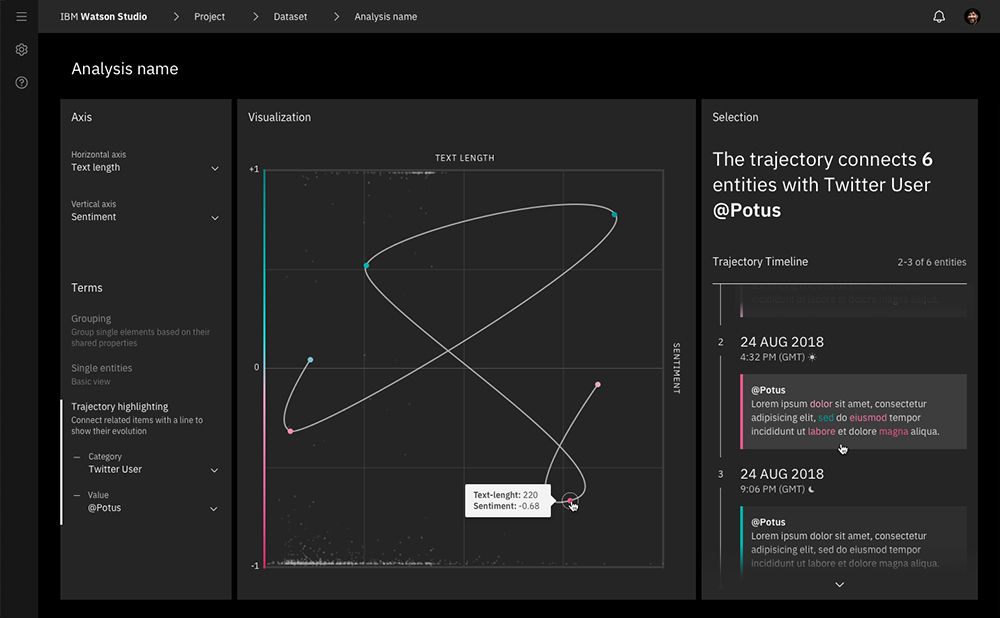 IBM Watson Studio
Project
Dataset
Analysis name
Analysis name
Axis
Horizontal axis
Text length
Vertical axis
Sentiment
Terms
Grouping
Group single elements based on their
shared properties
Single entities
Basic view
Trajectory highlighting
Connect related items with a line to
show their evolution
Category
Twitter User
Value
@Potus
Visualization
TEXT LENGTH
+1
0
-1
SENTIMENT
Text-lenght: 220
Sentiment: -0.68
Selection
The trajectory connects 6
entities with Twitter User
@Potus
Trajectory Timeline
2-3 of 6 entities
incididunt ut labore et dolore magna aliqua.
2
24 AUG 2018
4:32 PM (GMT)
@Potus
Lorem ipsum dolor sit amet, consectetur
adipisicing elit, sed do eiusmod tempor
incididunt ut labore et dolore magna aliqua.
3
24 AUG 2018
9:06 PM (GMT)
@Potus
Lorem ipsum dolor sit amet, consectetur
adipisicing elit, sed do eiusmod tempor
incididunt ut labore et dolore magna aliqua.